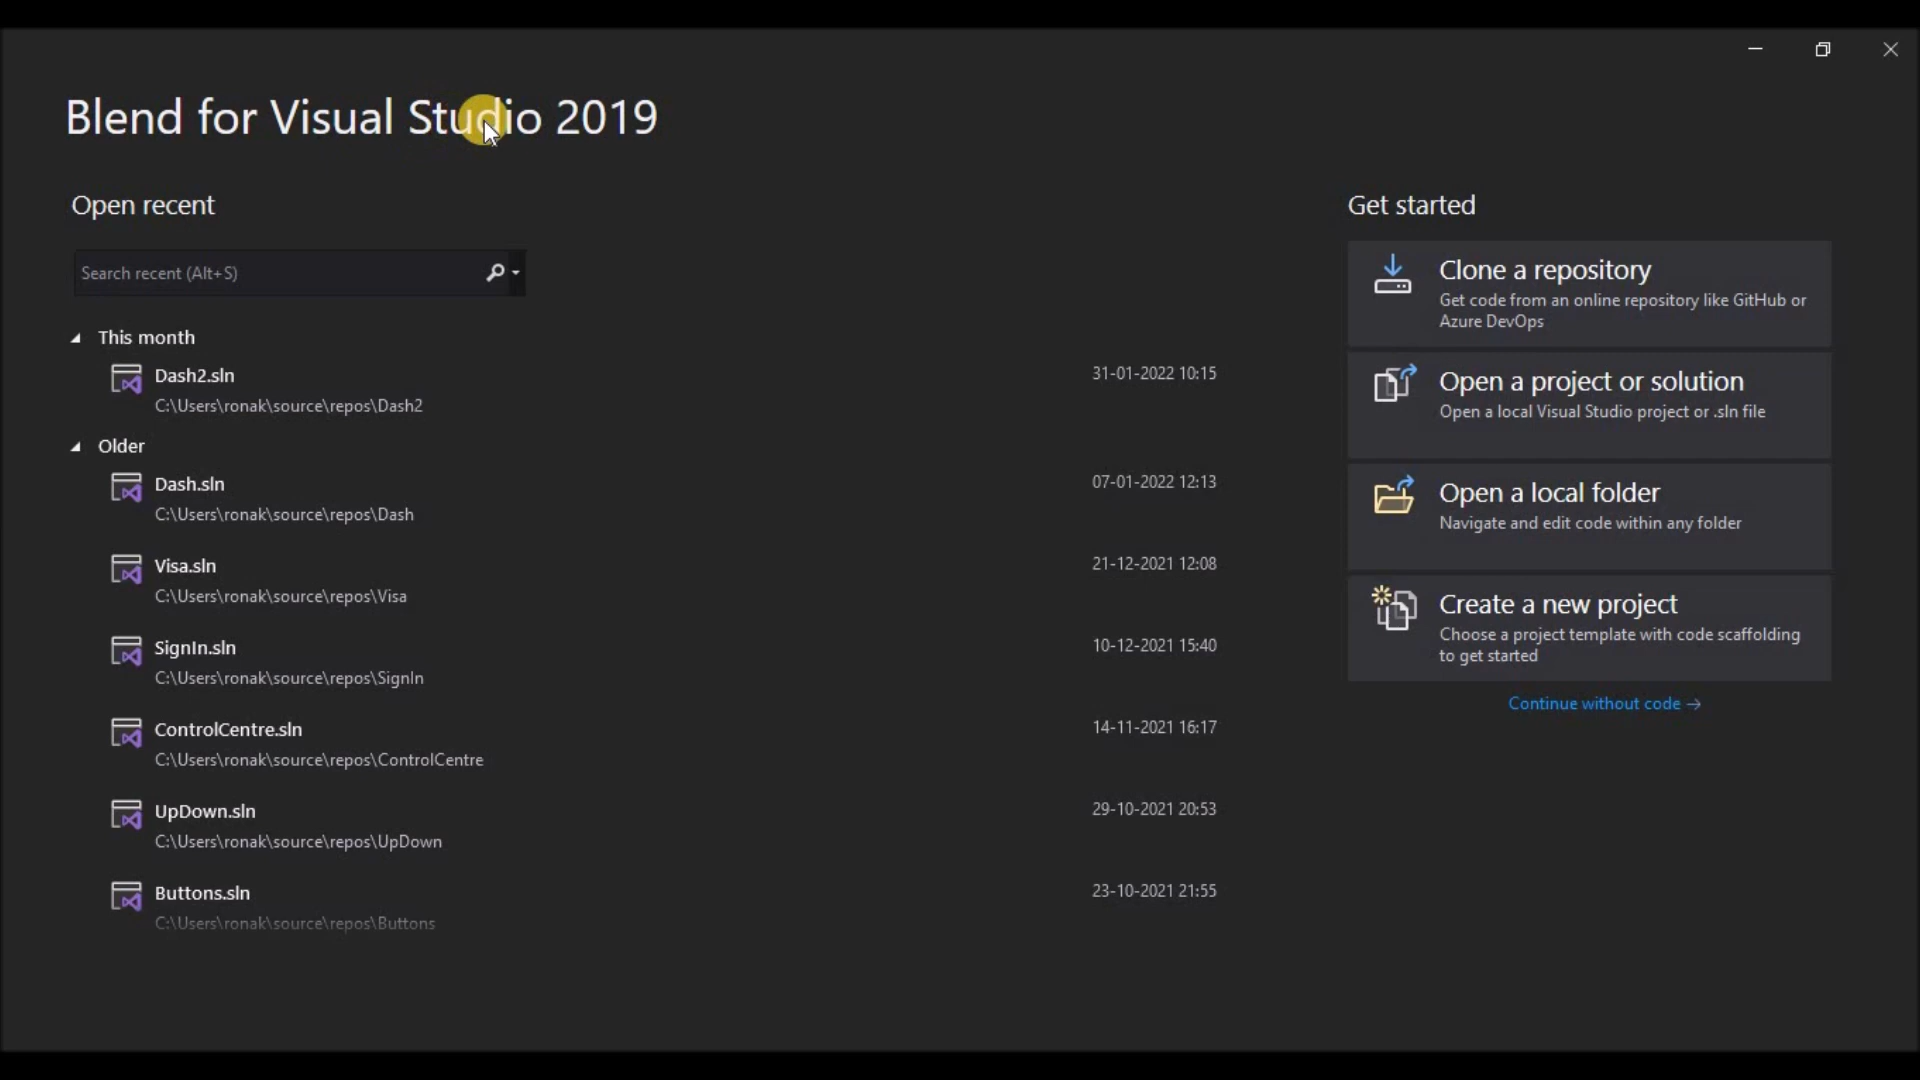 Blend for Visual Studio 2019
Open recent
Search recent (Alt+S)
This month
Dash2.sln
31-01-2022 10:15
C:\Users\ronak\source\repos\Dash2
Older
Dash.sln
07-01-2022 12:13
C:\Users\ronak\source\repos\Dash
Visa.sln
21-12-2021 12:08
C:\Users\ronak\source\repos\Visa
SignIn.sln
10-12-2021 15:40
C:\Users\ronak\source\repos\SignIn
ControlCentre.sln
14-11-2021 16:17
C:\Users\ronak\source\repos\ControlCentre
UpDown.sln
29-10-2021 20:53
C:\Users\ronak\source\repos\UpDown
Buttons.sln
23-10-2021 21:55
C:\Users\ronak\source\repos\Buttons
Get started
Clone a repository
Get code from an online repository like GitHub or
Azure DevOps
Open a project or solution
Open a local Visual Studio project or .sln file
Open a local folder
Navigate and edit code within any folder
Create a new project
Choose a project template with code scaffolding
to get started
Continue without code →